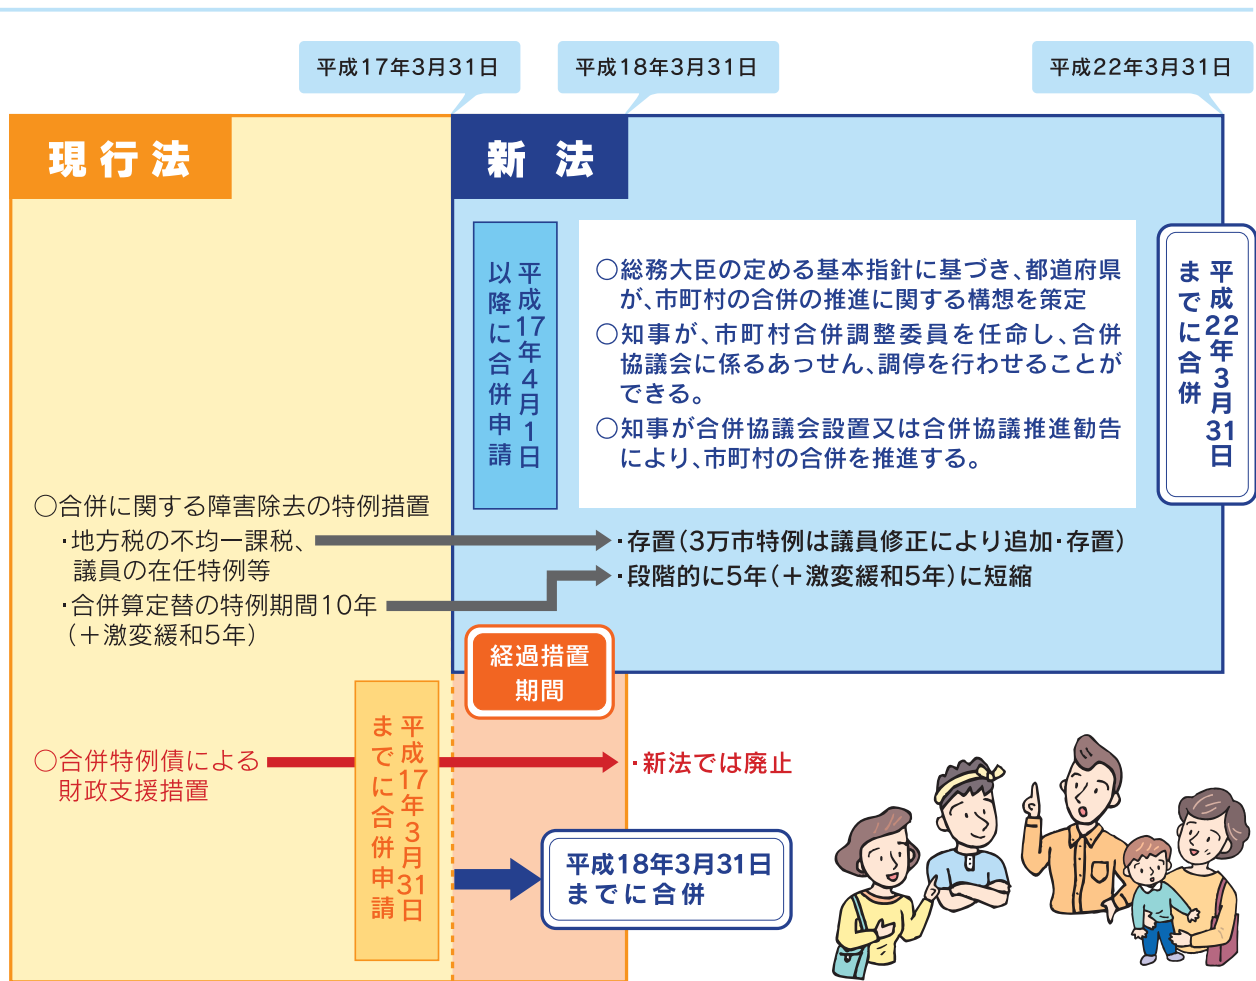 平成17年3月31日
平成18年3月31日
平成22年3月31日
現行法
新法
平成17年4月1日
以降に合併申請
○総務大臣の定める基本指針に基づき、都道府県
が、市町村の合併の推進に関する構想を策定
○知事が、市町村合併調整委員を任命し、合併
協議会に係るあっせん、調停を行わせることが
できる。
○知事が合併協議会設置又は合併協議推進勧告
により、市町村の合併を推進する。
平成22年3月31日
までに合併
○合併に関する障害除去の特例措置
・地方税の不均一課税、
議員の在任特例等
・合併算定替の特例期間10年
（＋激変緩和5年）
・存置（3万市特例は議員修正により追加・存置）
・段階的に5年（＋激変緩和5年）に短縮
経過措置
期間
○合併特例債による
財政支援措置
平成17年3月31日
までに合併申請
・新法では廃止
平成18年3月31日
までに合併